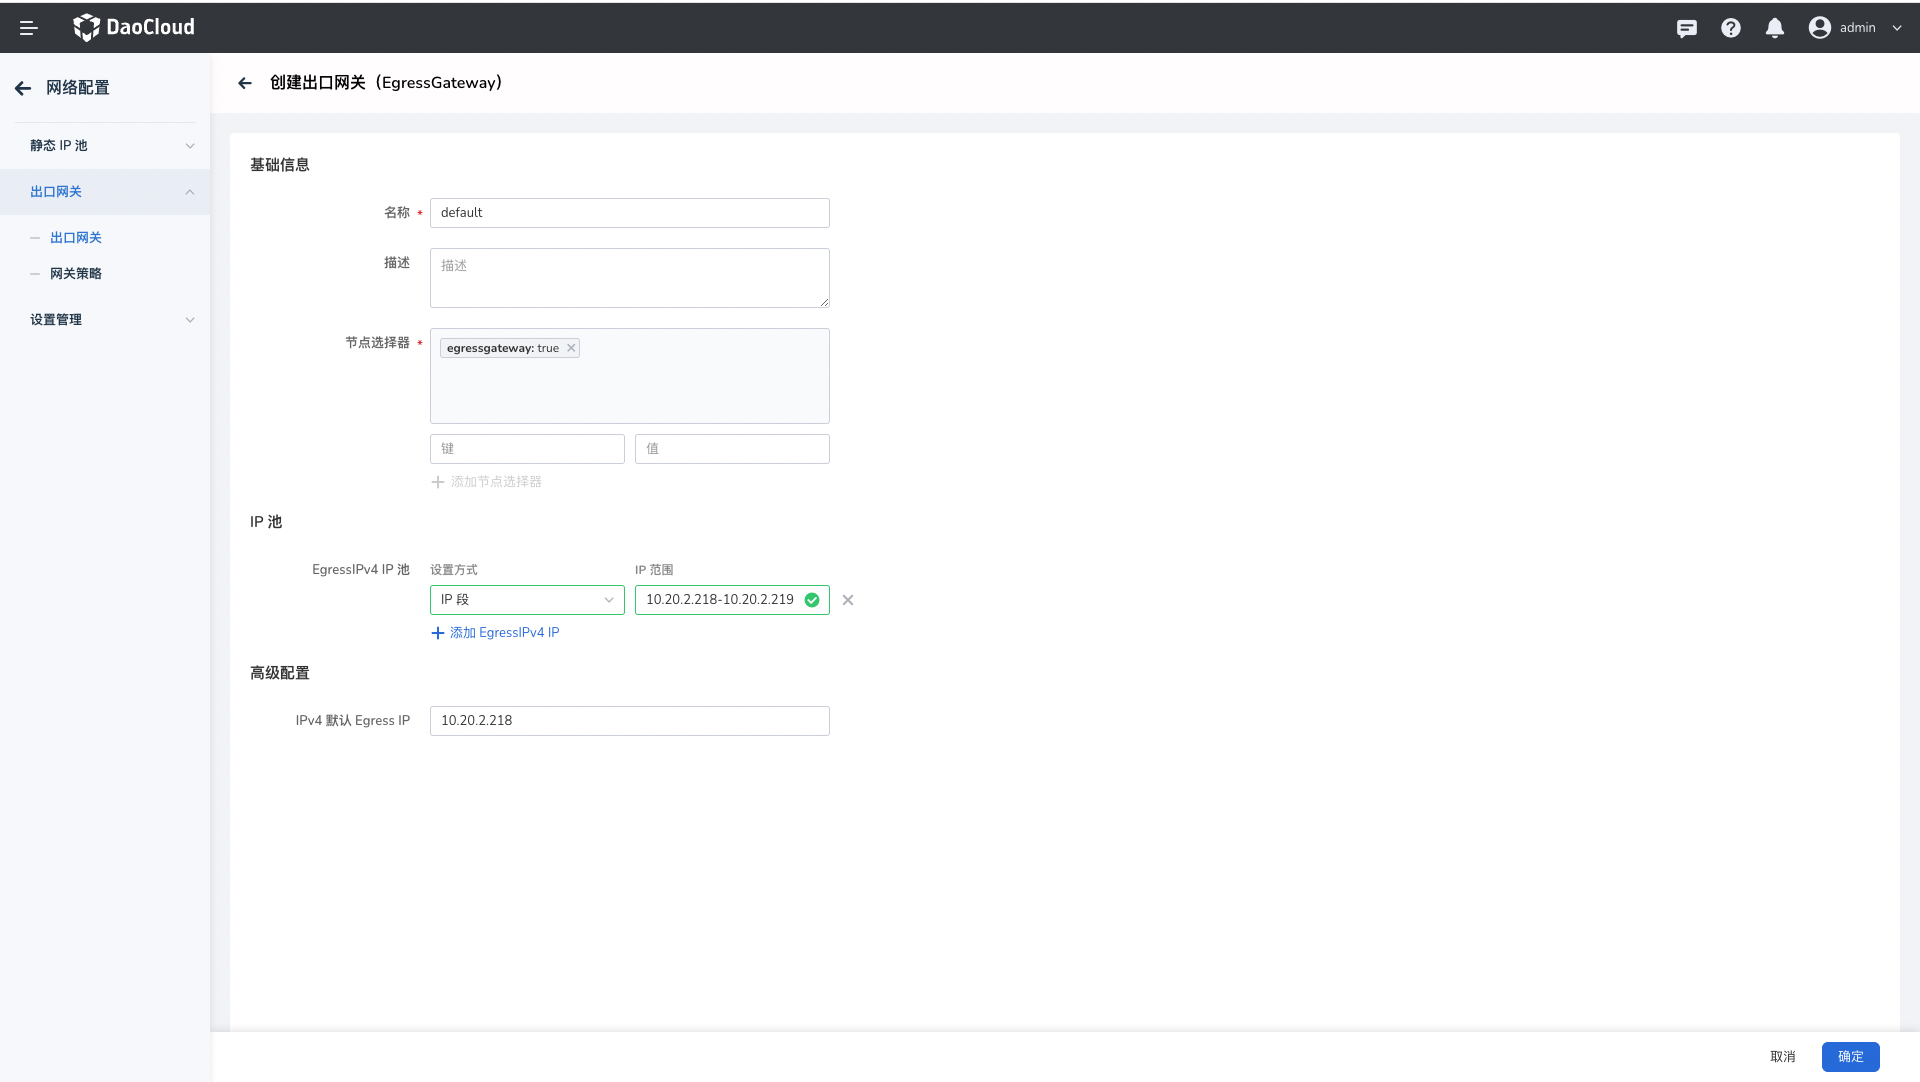 DaoCloud
admin
网络配置
静态 IP 池
出口网关
出口网关
网关策略
设置管理
创建出口网关（EgressGateway）
基础信息
名称 * default
描述 描述
节点选择器 * egressgateway: true
键 值
添加节点选择器
IP 池
EgressIPv4 IP 池 设置方式 IP 范围
IP 段 10.20.2.218-10.20.2.219
添加 EgressIPv4 IP
高级配置
IPv4 默认 Egress IP 10.20.2.218
取消 确定